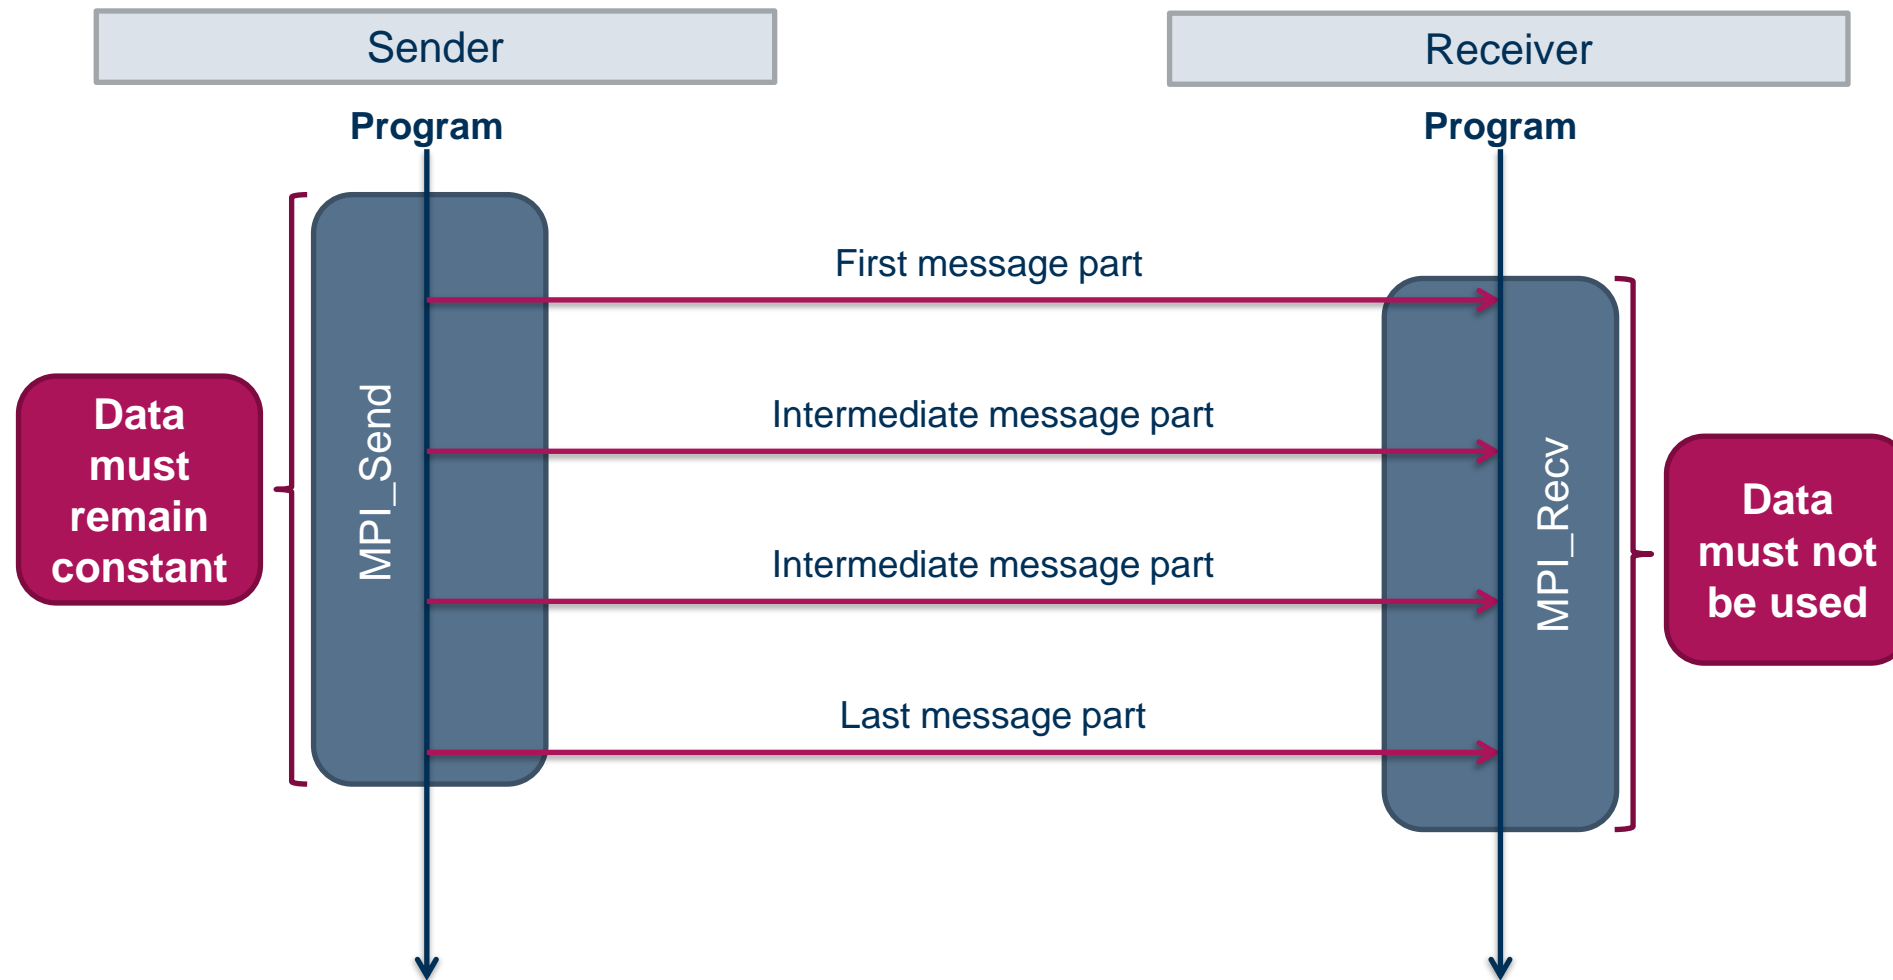 Sender
Receiver
Program
Program
First message part
Intermediate message part
Intermediate message part
Last message part
MPI_Send
MPI_Recv
Data
must
remain
constant
Data
must not
be used